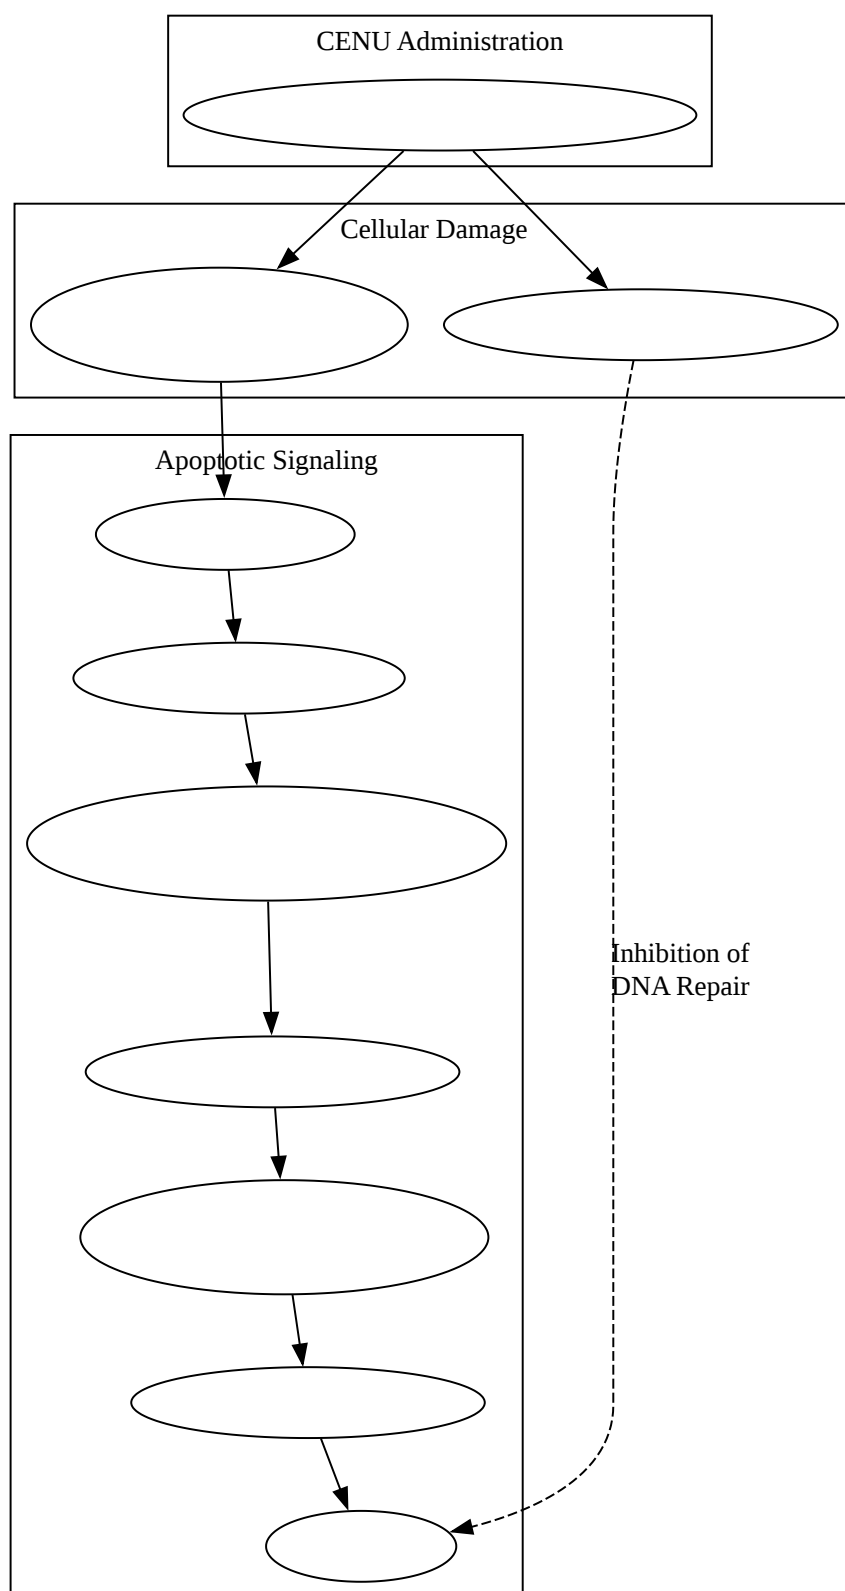 CENU Administration
Cellular Damage
Apoptotic Signaling
Inhibition of
DNA Repair